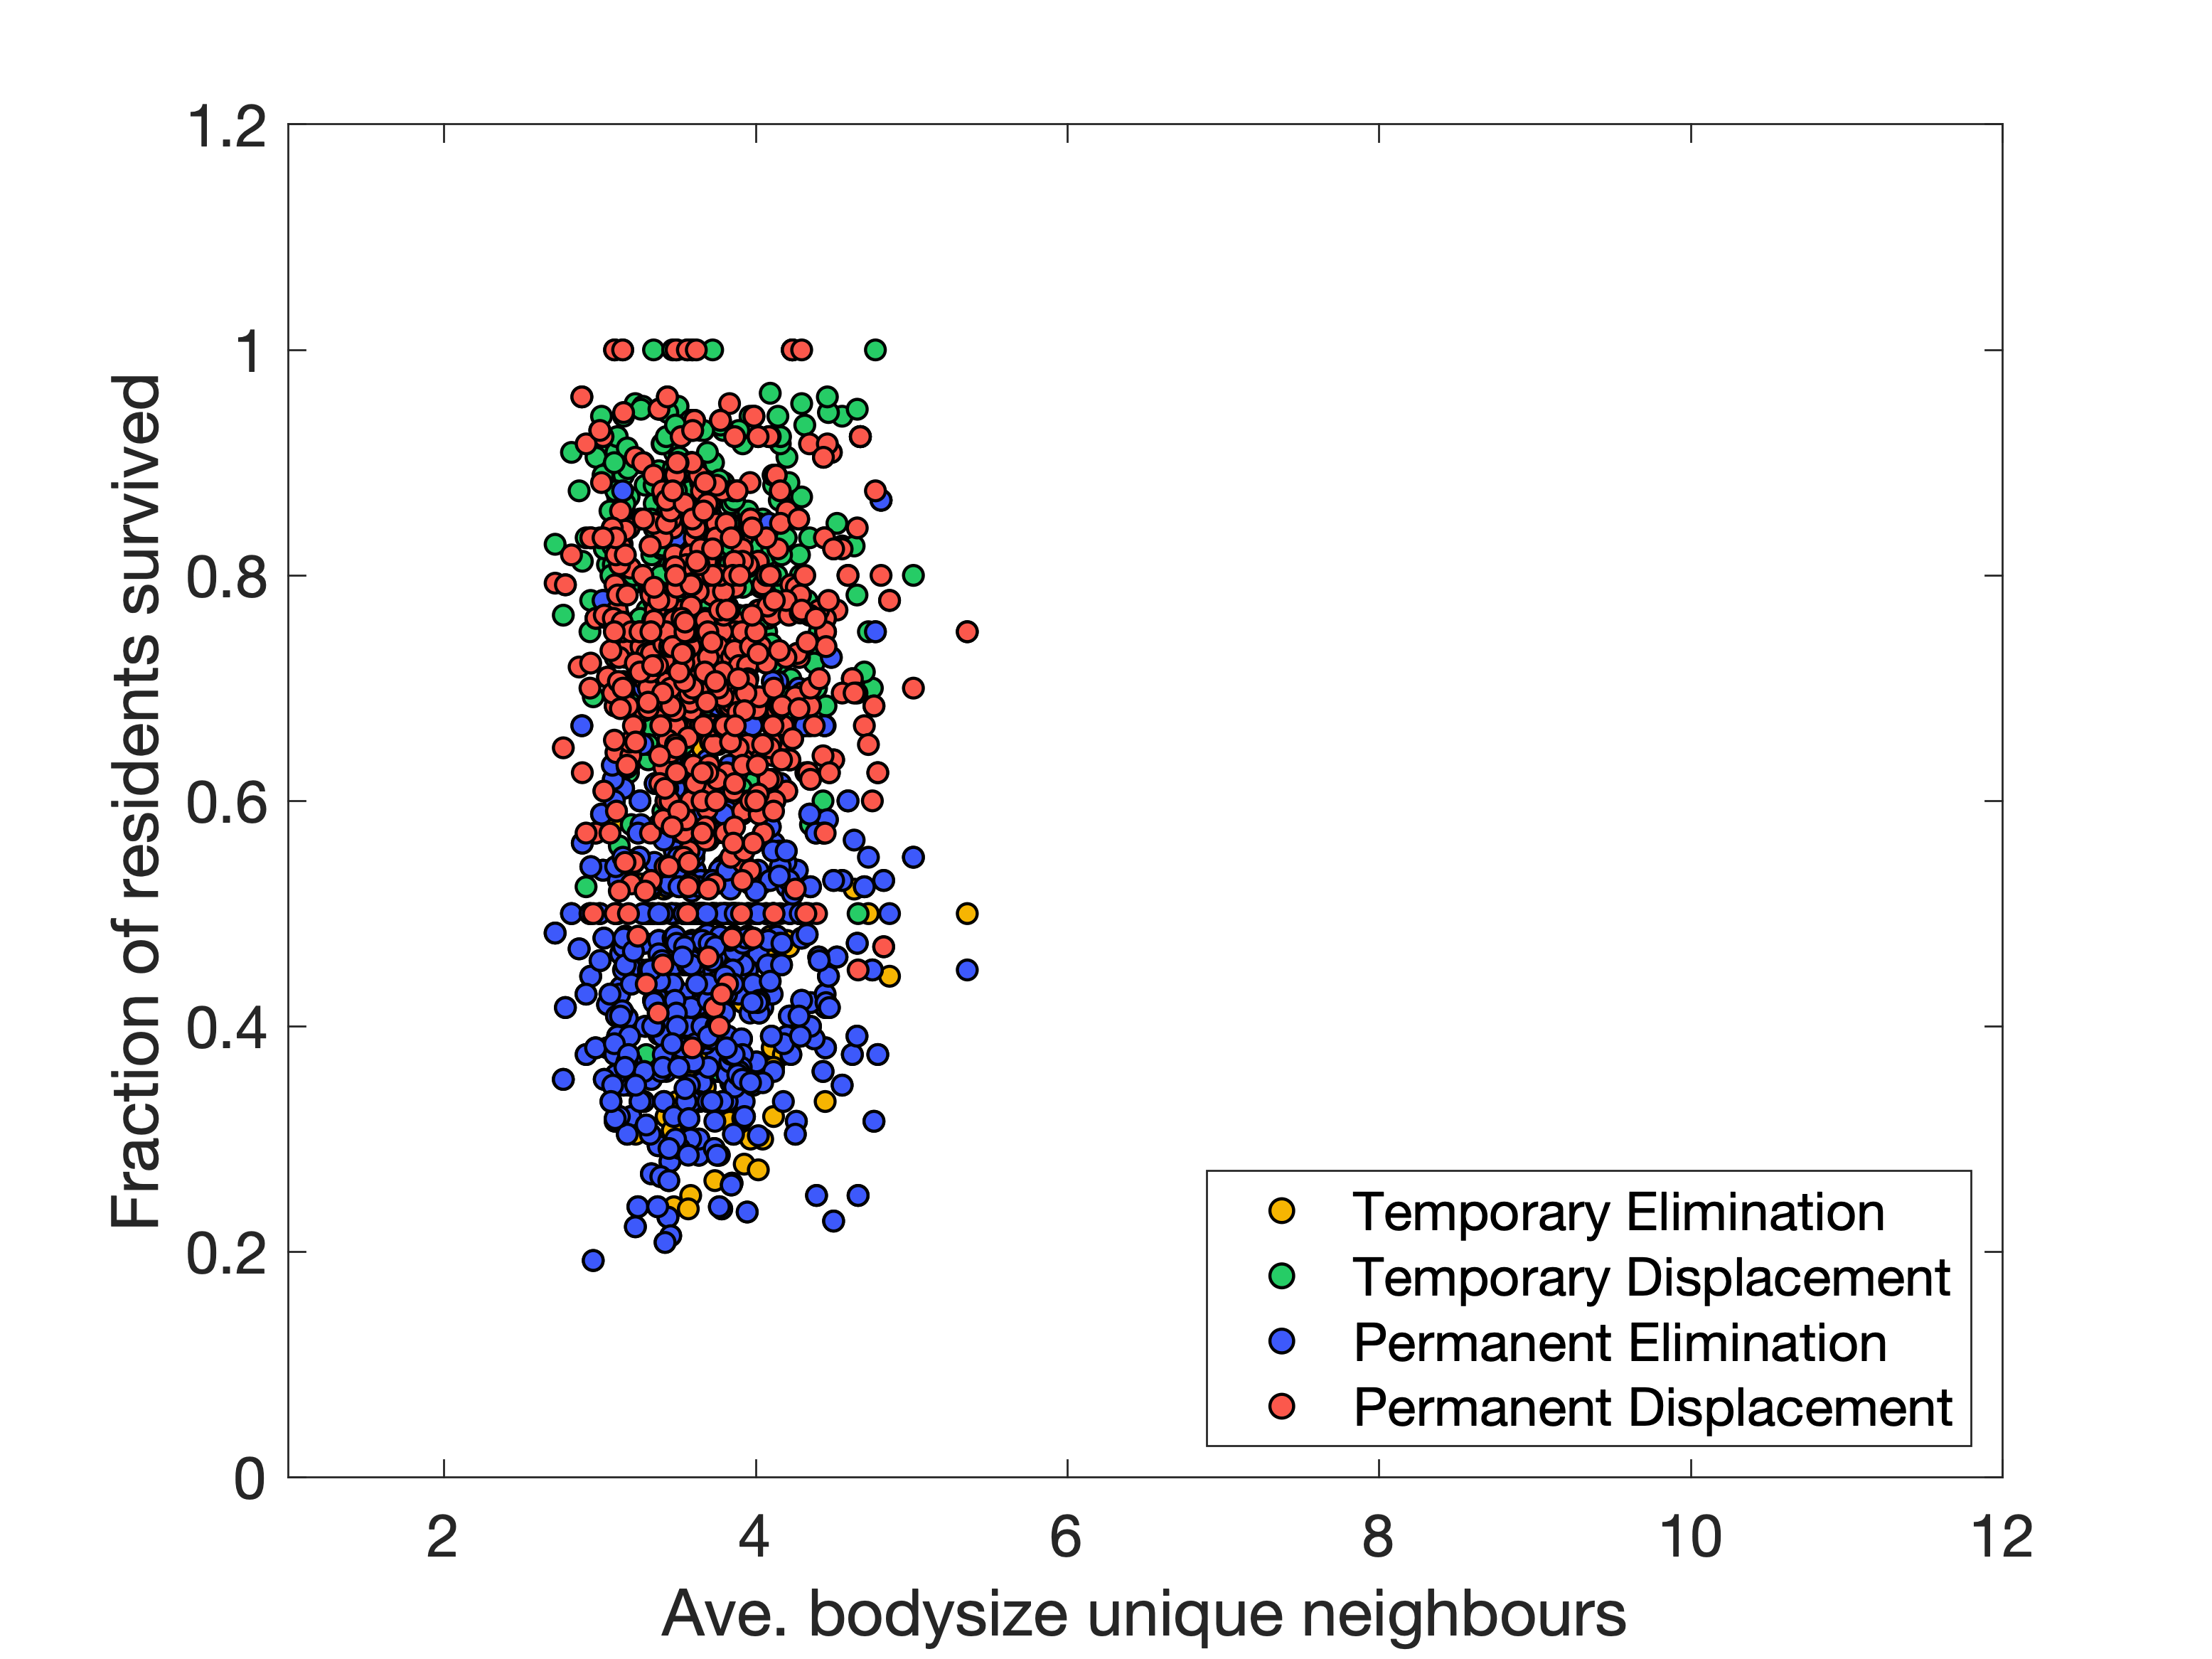 1.2
1
0.8
0.6
0.4
0.2
0
2
4
6
8
10
12
Fraction of residents survived
Ave. bodysize unique neighbours
Temporary Elimination
Temporary Displacement
Permanent Elimination
Permanent Displacement